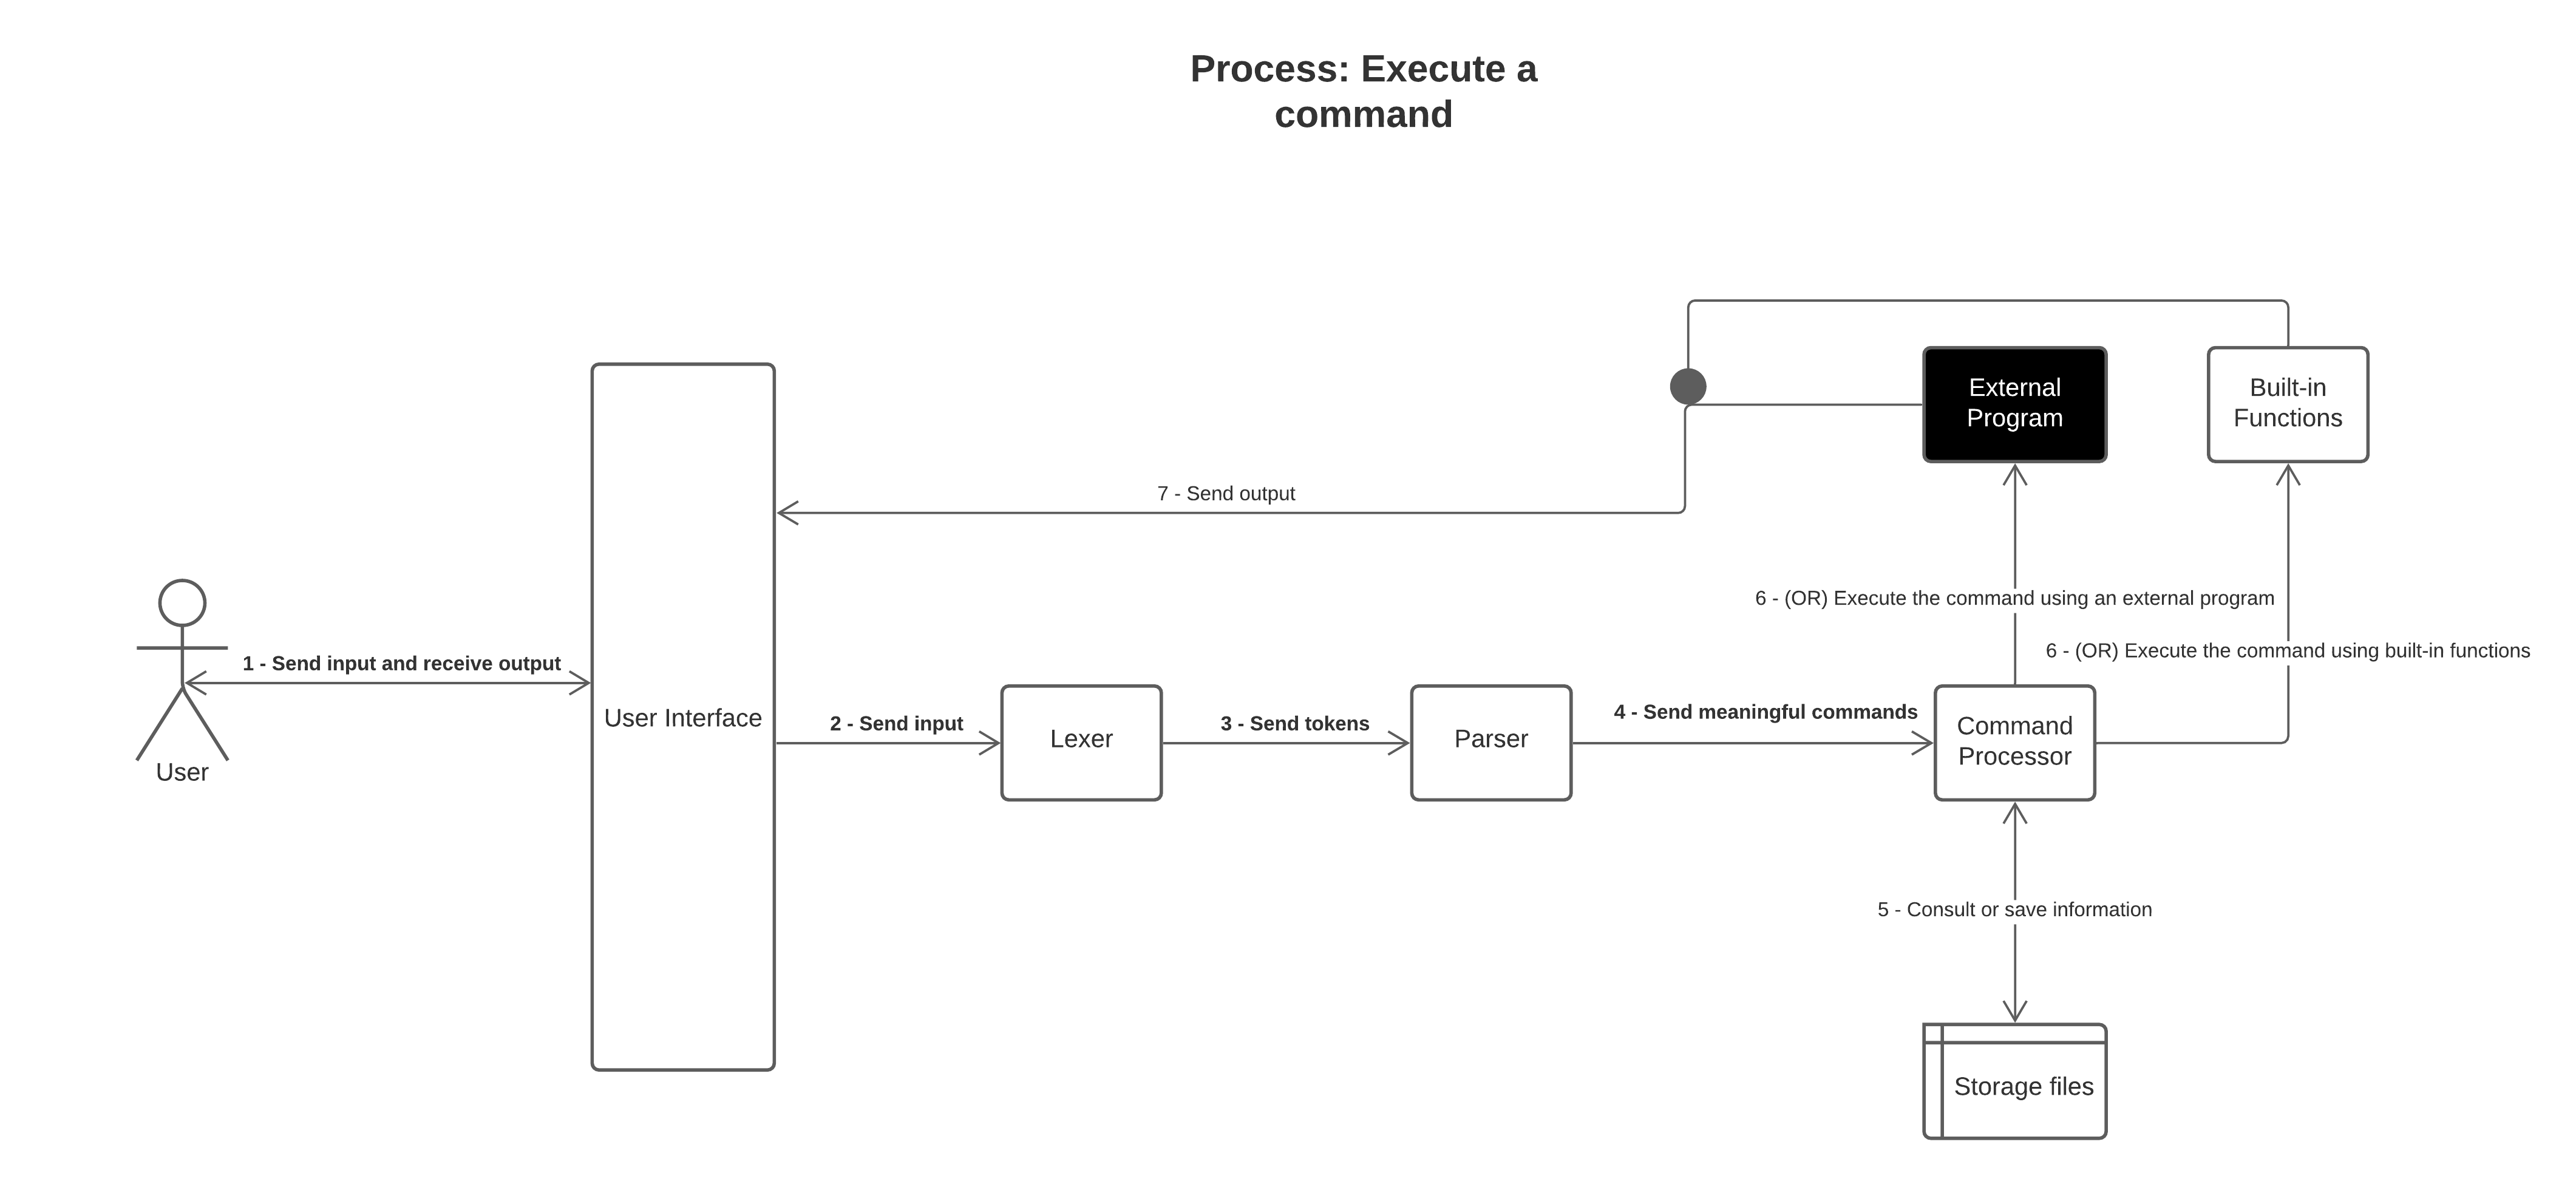 Process: Execute a
command
External
Program
Built-in
Functions
7 - Send output
6 - (OR) Execute the command using an external program
6 - (OR) Execute the command using built-in functions
1 - Send input and receive output
User
User Interface
2 - Send input
Lexer
3 - Send tokens
Parser
4 - Send meaningful commands
Command
Processor
5 - Consult or save information
Storage files